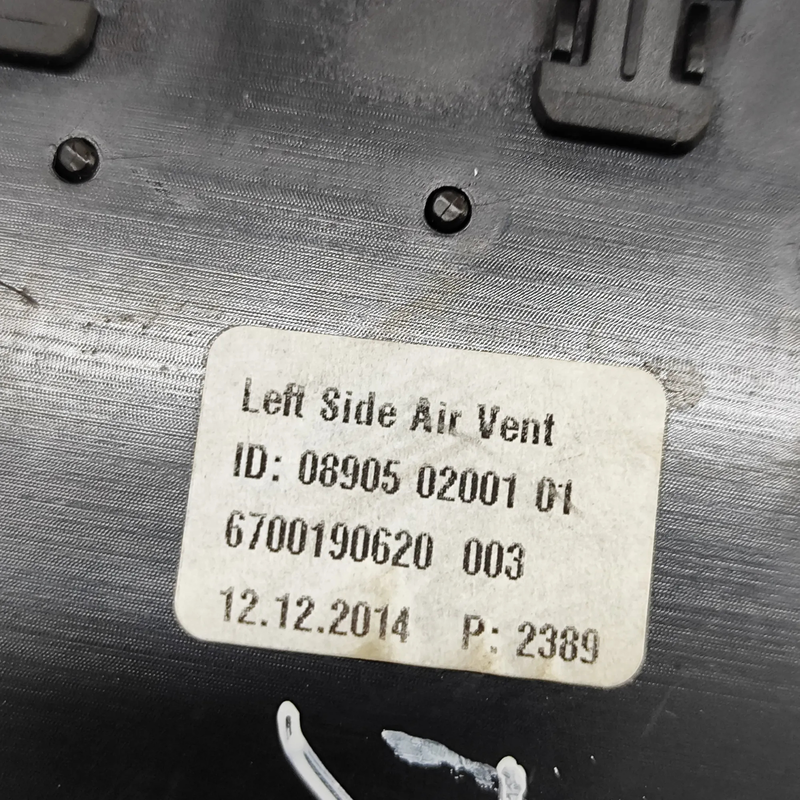 Left Side Air Vent
ID: 08905 02001 01
6700190620 003
12.12.2014 P: 2389